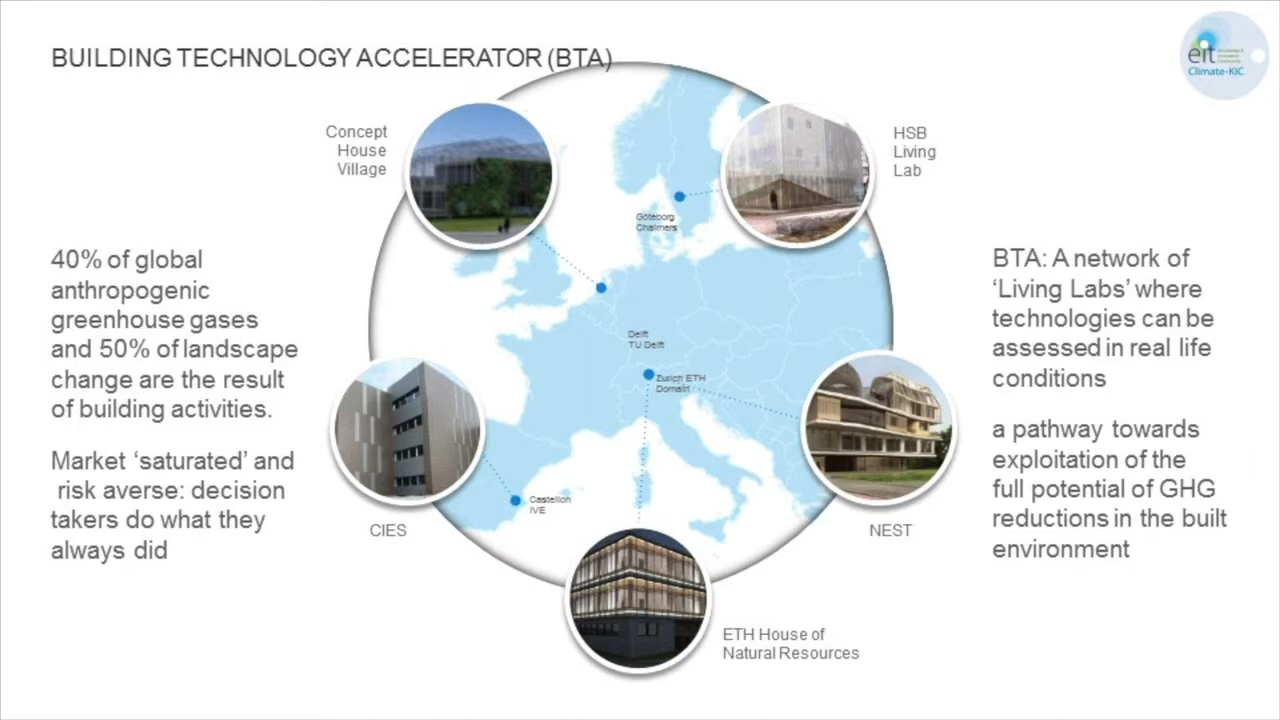 BUILDING TECHNOLOGY ACCELERATOR (BTA)
eit
Climate-KIC
Concept
House
Village
HSB
Living
Lab
Göteborg
Chalmers
40% of global
anthropogenic
greenhouse gases
and 50% of landscape
change are the result
of building activities.
Market ‘saturated’ and
risk averse: decision
takers do what they
always did
Delft
TU Delft
Zurich ETH
Domain
Castellon
IVE
CIES
NEST
ETH House of
Natural Resources
BTA: A network of
‘Living Labs’ where
technologies can be
assessed in real life
conditions
a pathway towards
exploitation of the
full potential of GHG
reductions in the built
environment